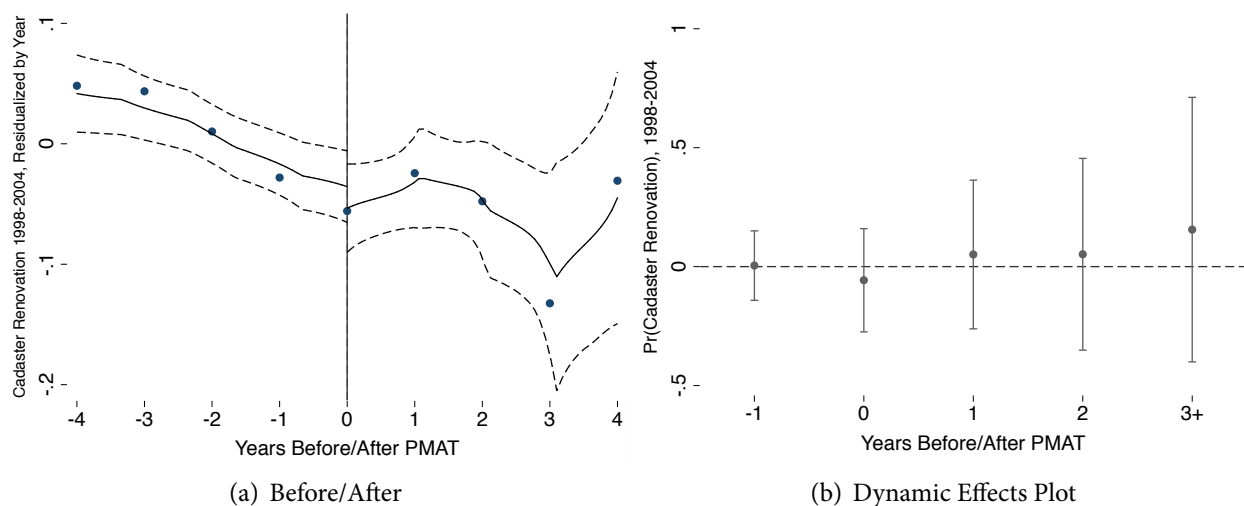 Cadaster Renovation 1998-2004, Residualized by Year
.1
0
-.1
-.2
-4 -3 -2 -1 0 1 2 3 4
Years Before/After PMAT
(a) Before/After
Pr(Cadaster Renovation), 1998-2004
1
.5
0
-.5
-1 0 1 2 3+
Years Before/After PMAT
(b) Dynamic Effects Plot